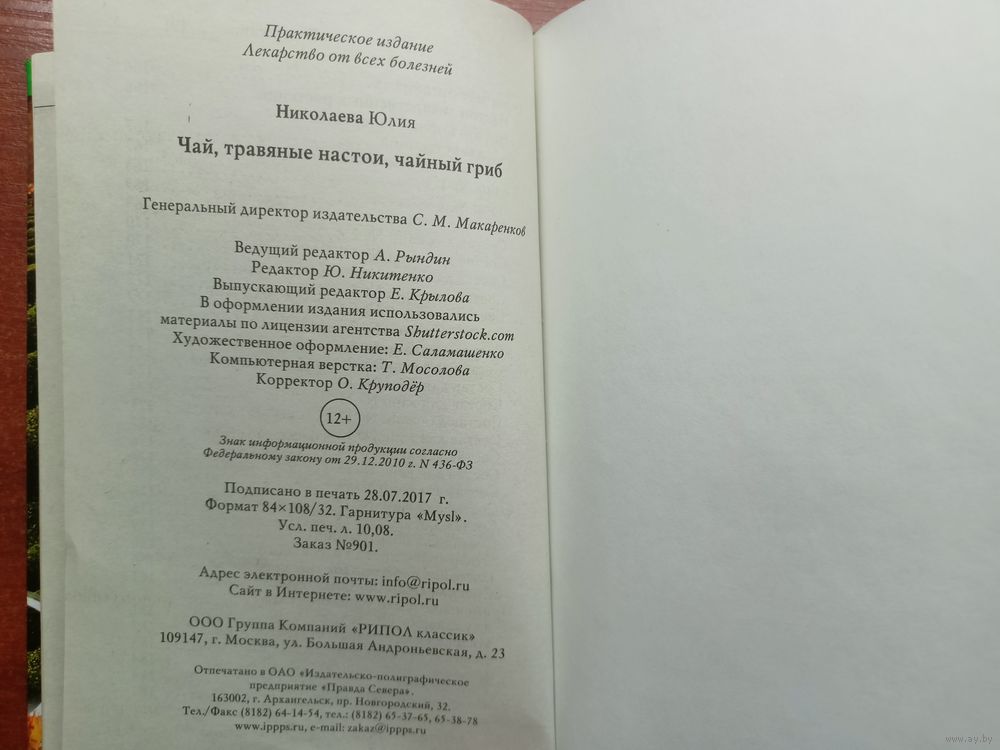 Практическое издание
Лекарство от всех болезней
Николаева Юлия
Чай, травяные настои, чайный гриб
Генеральный директор издательства С. М. Макаренков
Ведущий редактор А. Рындин
Редактор Ю. Никитенко
Выпускающий редактор Е. Крылова
В оформлении издания использовались
материалы по лицензии агентства Shutterstock.com
Художественное оформление: Е. Саламашенко
Компьютерная верстка: Т. Мосолова
Корректор О. Круподёр
12+
Знак информационной продукции согласно
Федеральному закону от 29.12.2010 г. N 436-ФЗ
Подписано в печать 28.07.2017 г.
Формат 84×108/32. Гарнитура «Mysl».
Усл. печ. л. 10,08.
Заказ №901.
Адрес электронной почты: info@ripol.ru
Сайт в Интернете: www.ripol.ru
ООО Группа Компаний «РИПОЛ классик»
109147, г. Москва, ул. Большая Андроньевская, д. 23
Отпечатано в ОАО «Издательско-полиграфическое
предприятие «Правда Севера».
163002, г. Архангельск, пр. Новгородский, 32.
Тел./Факс (8182) 64-14-54, тел.: (8182) 65-37-65, 65-38-78
www.ippps.ru, e-mail: zakaz@ippps.ru
www.ay.by